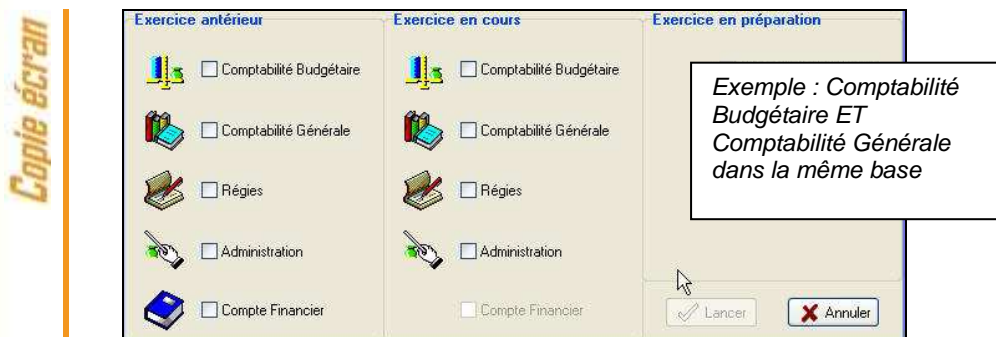 Copie écran
Exercice antérieur
Comptabilité Budgétaire
Comptabilité Générale
Régies
Administration
Compte Financier
Exercice en cours
Comptabilité Budgétaire
Comptabilité Générale
Régies
Administration
Compte Financier
Exercice en préparation
Exemple : Comptabilité
Budgétaire ET
Comptabilité Générale
dans la même base
Lancer
Annuler